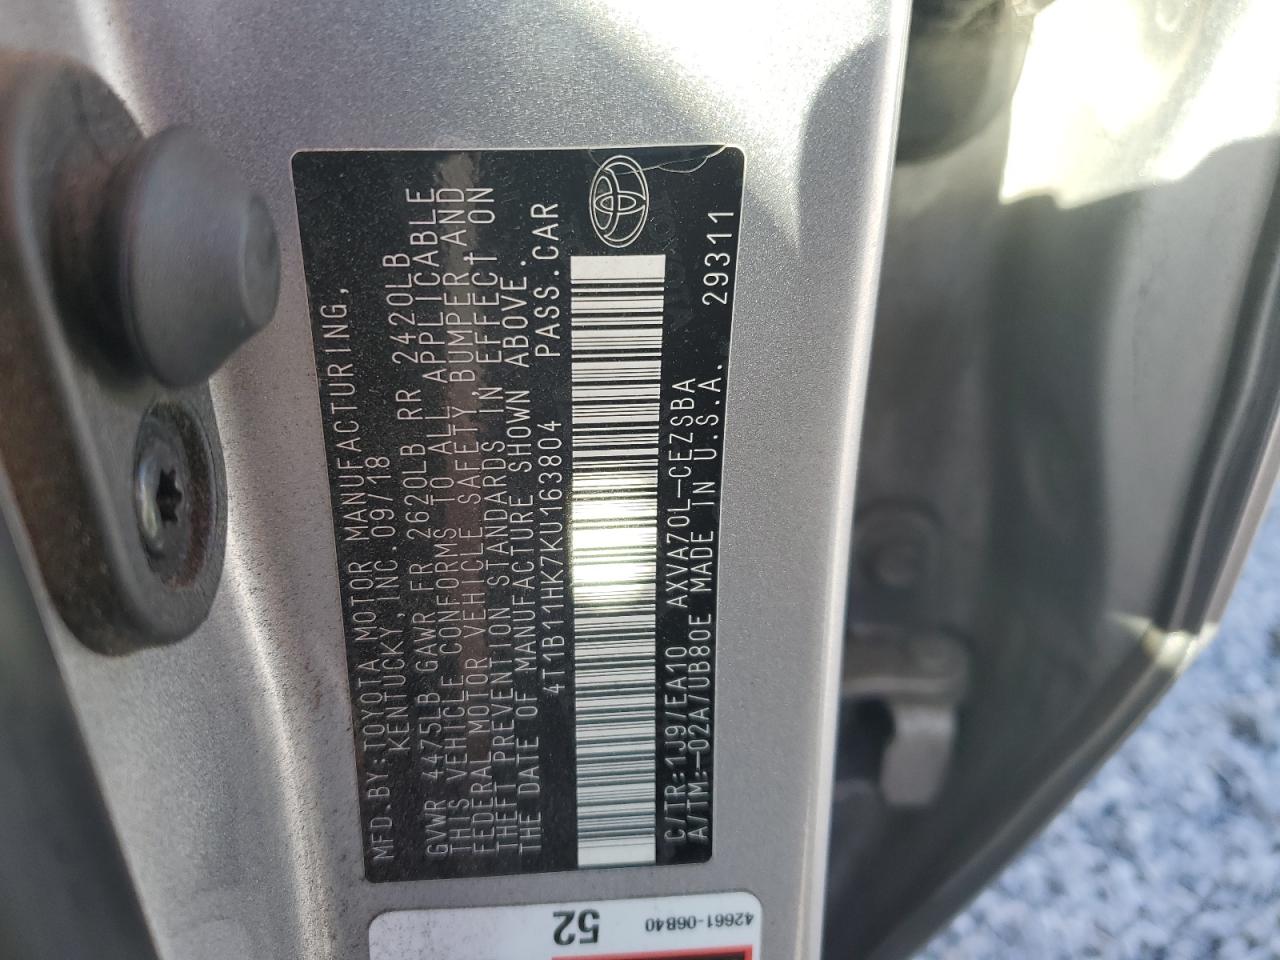 MFD.BY:TOYOTA MOTOR MANUFACTURING,
KENTUCKY, INC. 09/18
GVWR 4475LB GAWR FR 2620LB RR 2420LB
THIS VEHICLE CONFORMS TO ALL APPLICABLE
FEDERAL MOTOR VEHICLE SAFETY, BUMPER, AND
THEFT PREVENTION STANDARDS IN EFFECT ON
THE DATE OF MANUFACTURE SHOWN ABOVE.
4T1B11HK7KU163804 PASS.CAR
C/TR:1J9/EA10 AXVA70L-CEZSBA
A/TM:-02A/UB80E MADE IN U.S.A. 29311
52
42661-06B40